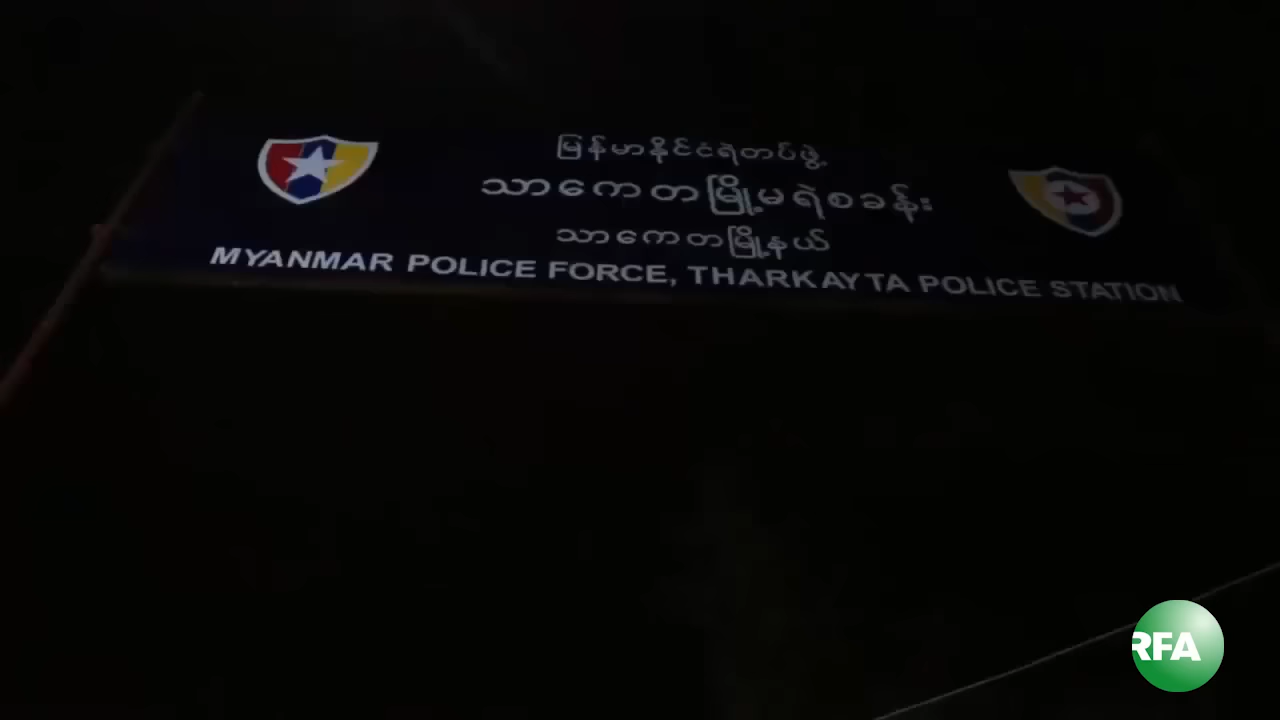 မြန်မာနိုင်ငံရဲတပ်ဖွဲ့
သာကေတမြို့မရဲစခန်း
သာကေတမြို့နယ်
MYANMAR POLICE FORCE, THARKAYTA POLICE STATION
RFA